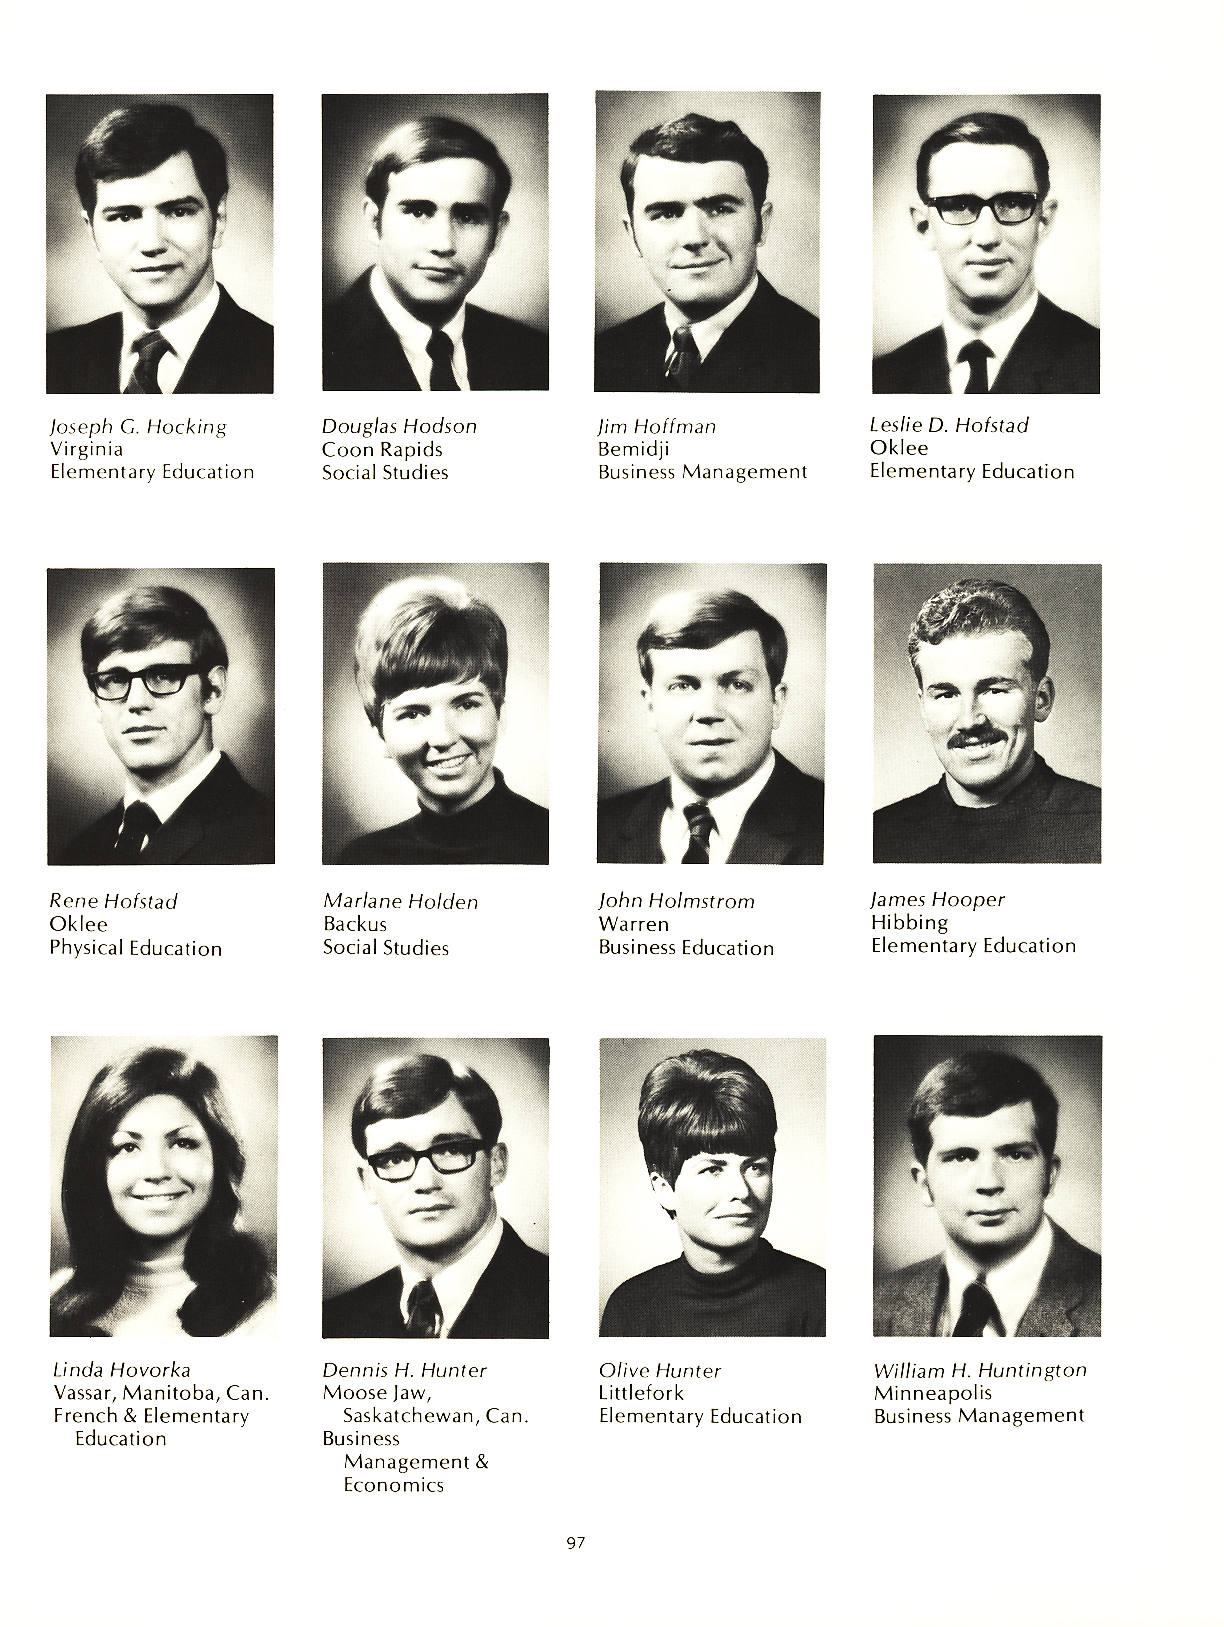 Joseph G. Hocking
Virginia
Elementary Education
Douglas Hodson
Coon Rapids
Social Studies
Jim Hoffman
Bemidji
Business Management
Leslie D. Hofstad
Oklee
Elementary Education
Rene Hofstad
Oklee
Physical Education
Marlane Holden
Backus
Social Studies
John Holmstrom
Warren
Business Education
James Hooper
Hibbing
Elementary Education
Linda Hovorka
Vassar, Manitoba, Can.
French & Elementary
Education
Dennis H. Hunter
Moose Jaw,
Saskatchewan, Can.
Business
Management &
Economics
Olive Hunter
Littlefork
Elementary Education
William H. Huntington
Minneapolis
Business Management
97